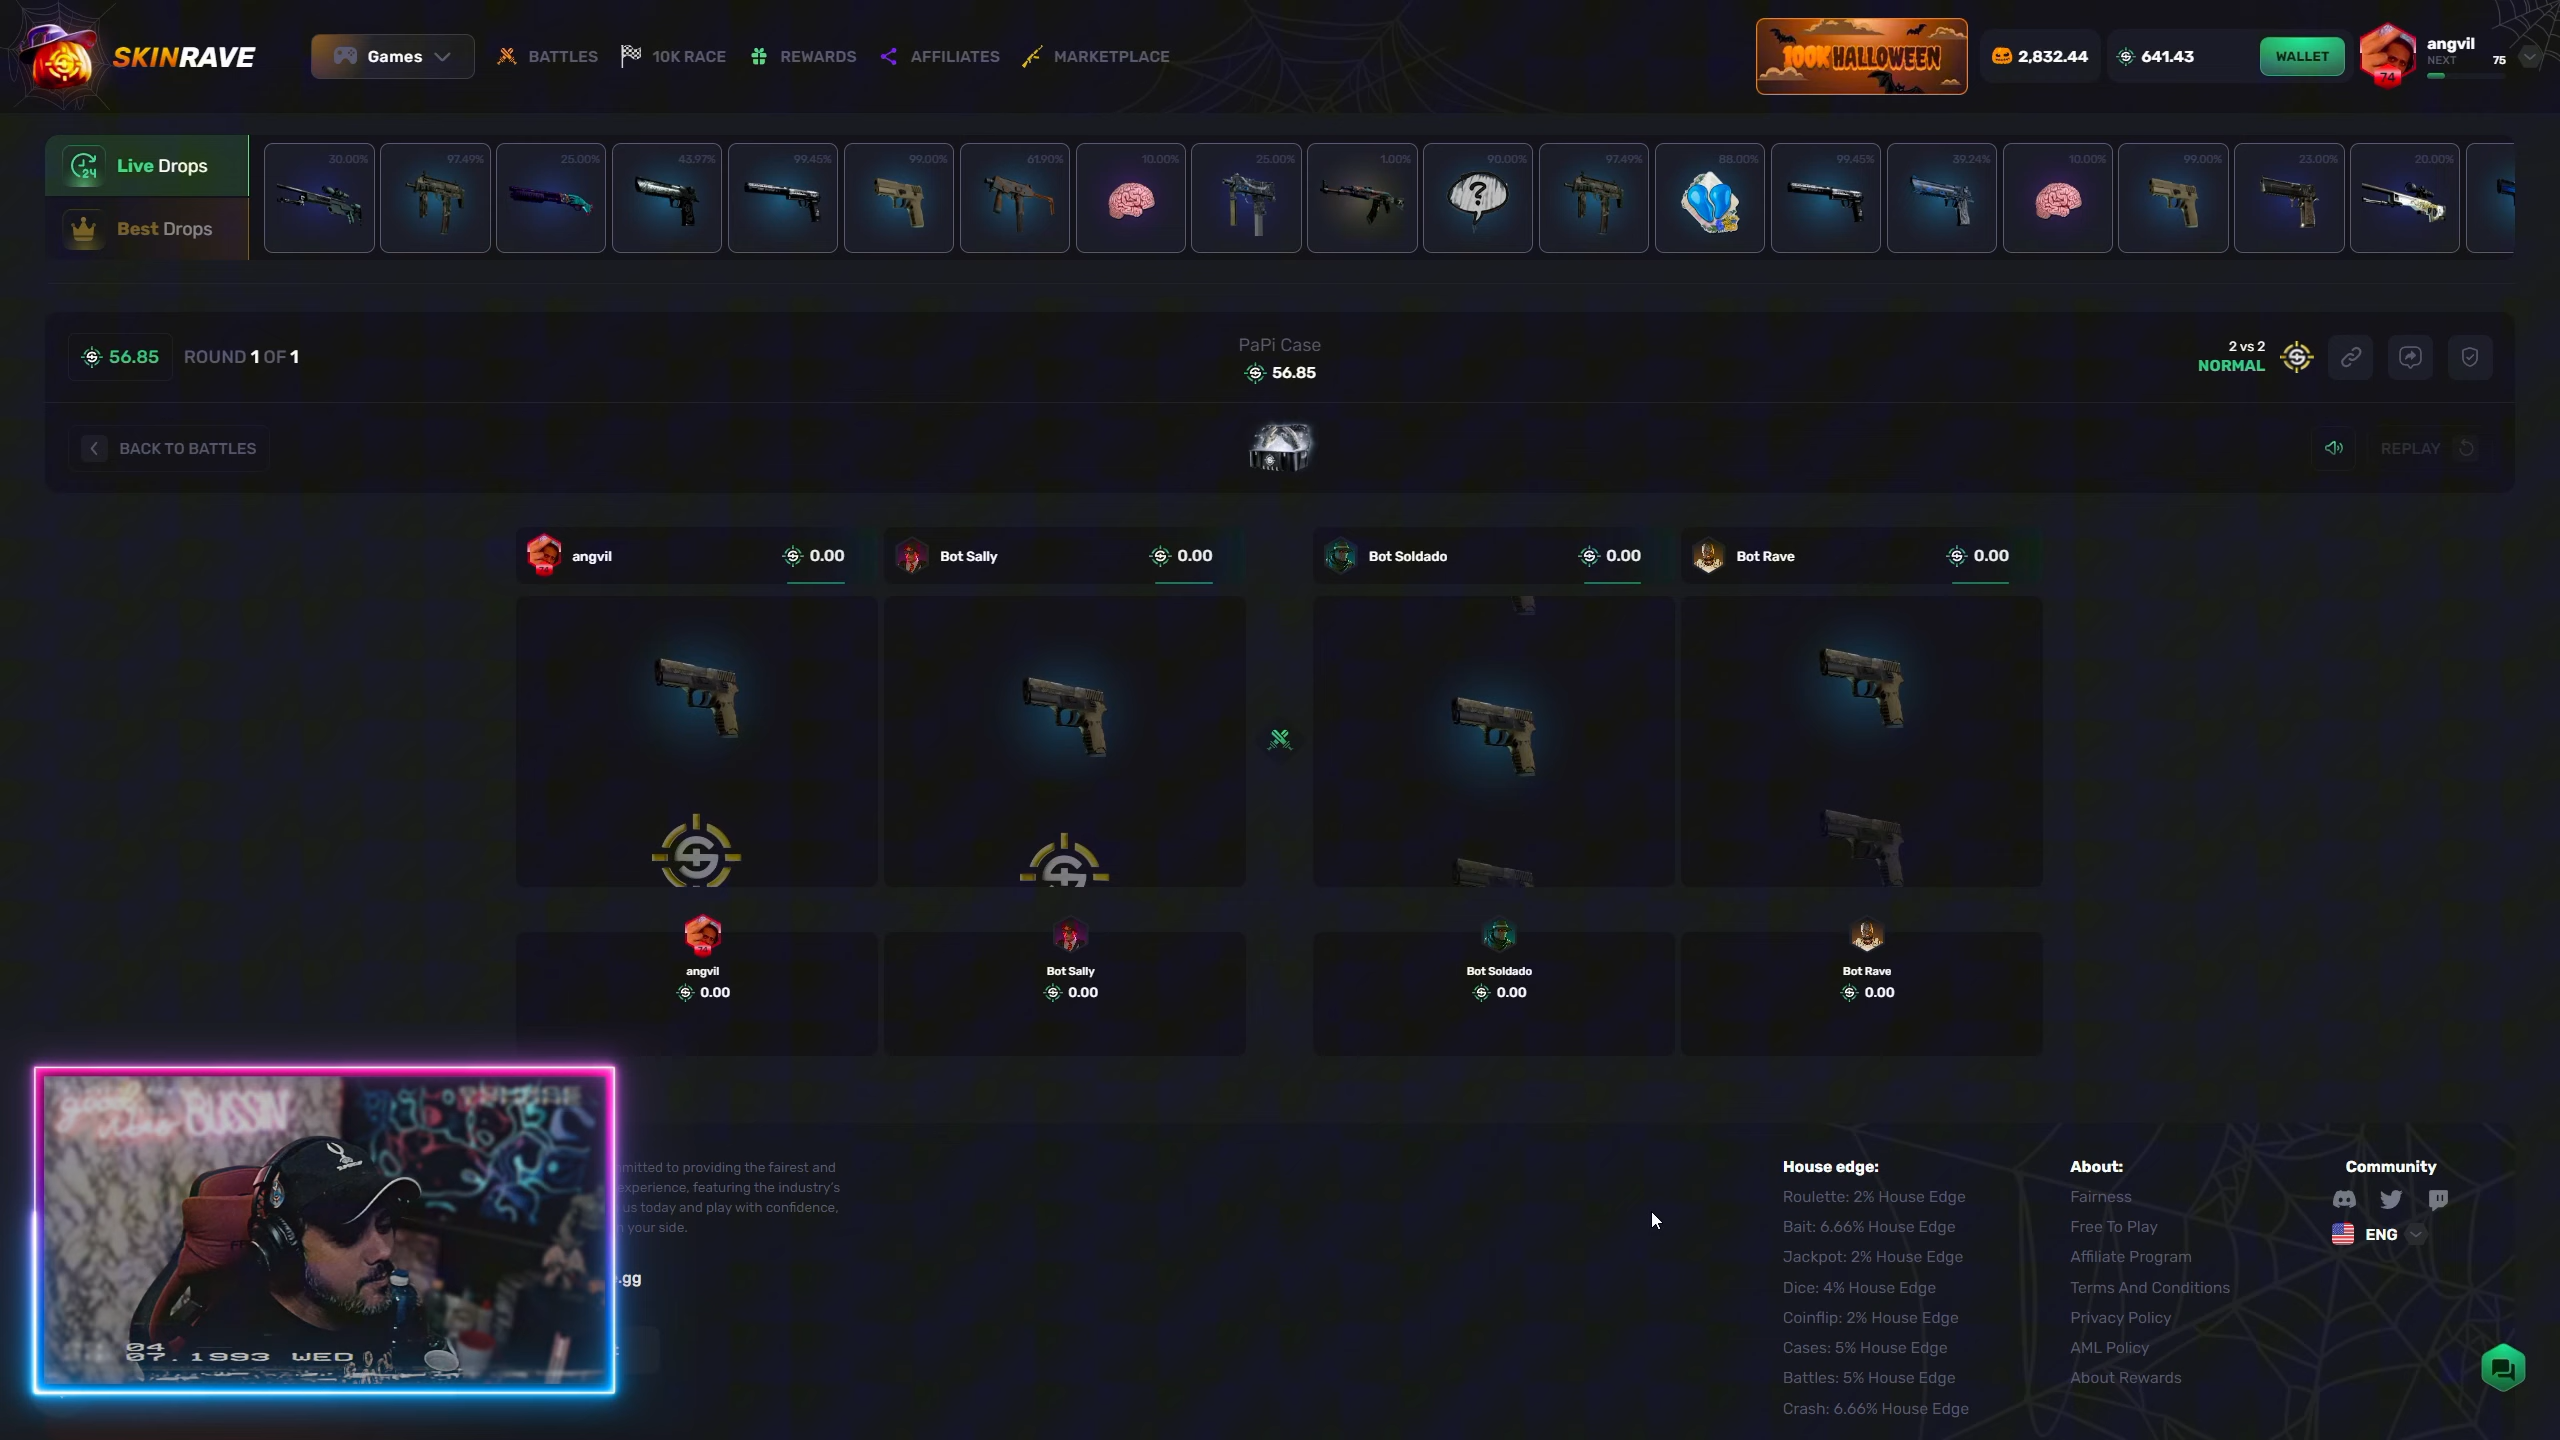 SKINRAVE
Games
BATTLES
10K RACE
REWARDS
AFFILIATES
MARKETPLACE
100K HALLOWEEN
2,832.44
641.43
WALLET
74
angvil
NEXT 75
Live Drops
Best Drops
30.00%
97.49%
25.00%
43.97%
99.45%
99.00%
61.90%
10.00%
25.00%
1.00%
90.00%
97.49%
88.00%
99.45%
39.24%
10.00%
99.00%
23.00%
20.00%
56.85
ROUND 1 OF 1
PaPi Case
56.85
2 vs 2
NORMAL
BACK TO BATTLES
REPLAY
angvil
0.00
Bot Sally
0.00
Bot Soldado
0.00
Bot Rave
0.00
angvil
0.00
Bot Sally
0.00
Bot Soldado
0.00
Bot Rave
0.00
BUSSIN
04
07.1993 WED
mmitted to providing the fairest and
experience, featuring the industry's
us today and play with confidence,
your side.
.gg
House edge:
Roulette: 2% House Edge
Bait: 6.66% House Edge
Jackpot: 2% House Edge
Dice: 4% House Edge
Coinflip: 2% House Edge
Cases: 5% House Edge
Battles: 5% House Edge
Crash: 6.66% House Edge
About:
Fairness
Free To Play
Affiliate Program
Terms And Conditions
Privacy Policy
AML Policy
About Rewards
Community
ENG